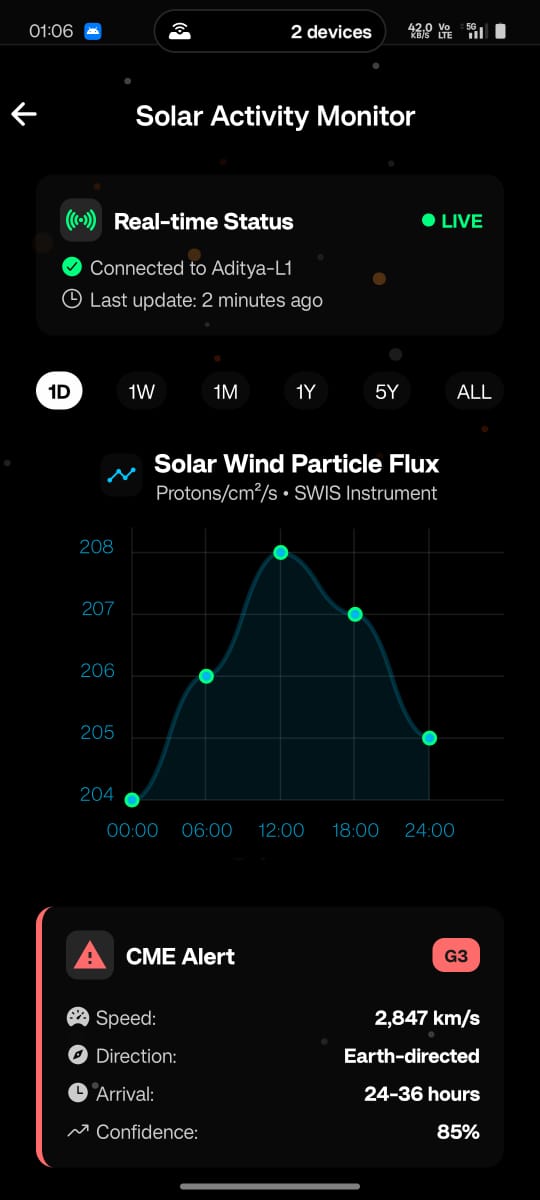 01:06
2 devices
42.0 KB/S Vo LTE 5G
Solar Activity Monitor
Real-time Status
LIVE
Connected to Aditya-L1
Last update: 2 minutes ago
1D 1W 1M 1Y 5Y ALL
Solar Wind Particle Flux
Protons/cm²/s • SWIS Instrument
208
207
206
205
204
00:00 06:00 12:00 18:00 24:00
CME Alert
G3
Speed: 2,847 km/s
Direction: Earth-directed
Arrival: 24-36 hours
Confidence: 85%